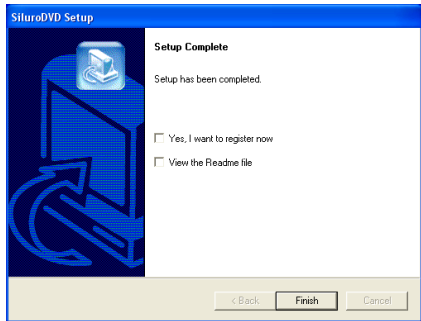 SiluroDVD Setup
Setup Complete
Setup has been completed.
Yes, I want to register now
View the Readme file
< Back
Finish
Cancel